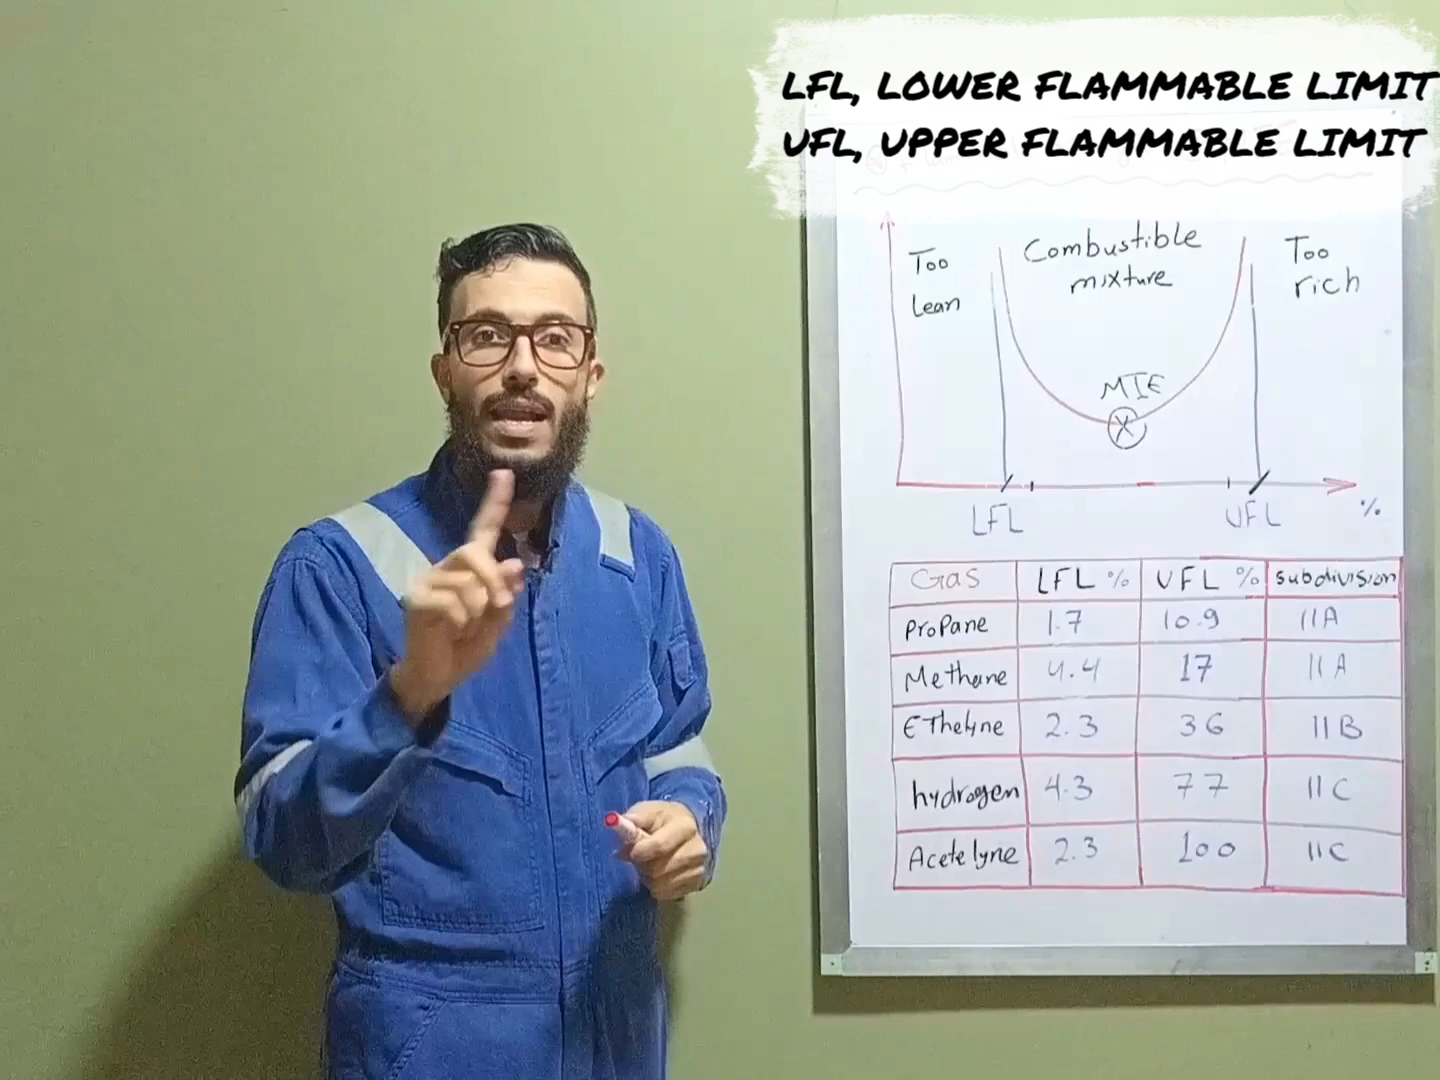 LFL, LOWER FLAMMABLE LIMIT
UFL, UPPER FLAMMABLE LIMIT
Too
lean
Combustible
mixture
Too
rich
MIE
LFL
UFL
%
Gas LFL % UFL % subdivision
Propane 1.7 10.9 IIA
Methane 4.4 17 IIA
Ethelyne 2.3 36 IIB
hydrogen 4.3 77 IIC
Acetelyne 2.3 100 IIC